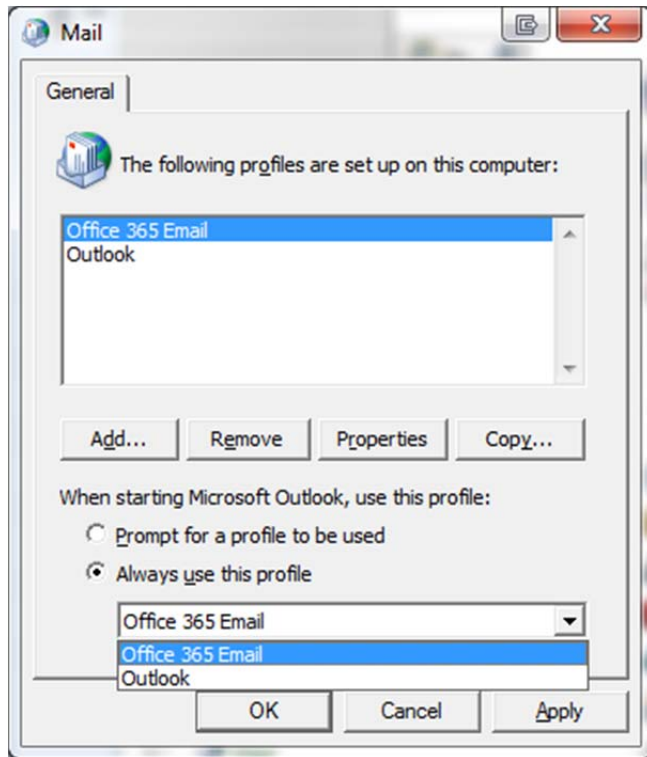 Mail
General
The following profiles are set up on this computer:
Office 365 Email
Outlook
Add...
Remove
Properties
Copy...
When starting Microsoft Outlook, use this profile:
Prompt for a profile to be used
Always use this profile
Office 365 Email
Office 365 Email
Outlook
OK
Cancel
Apply